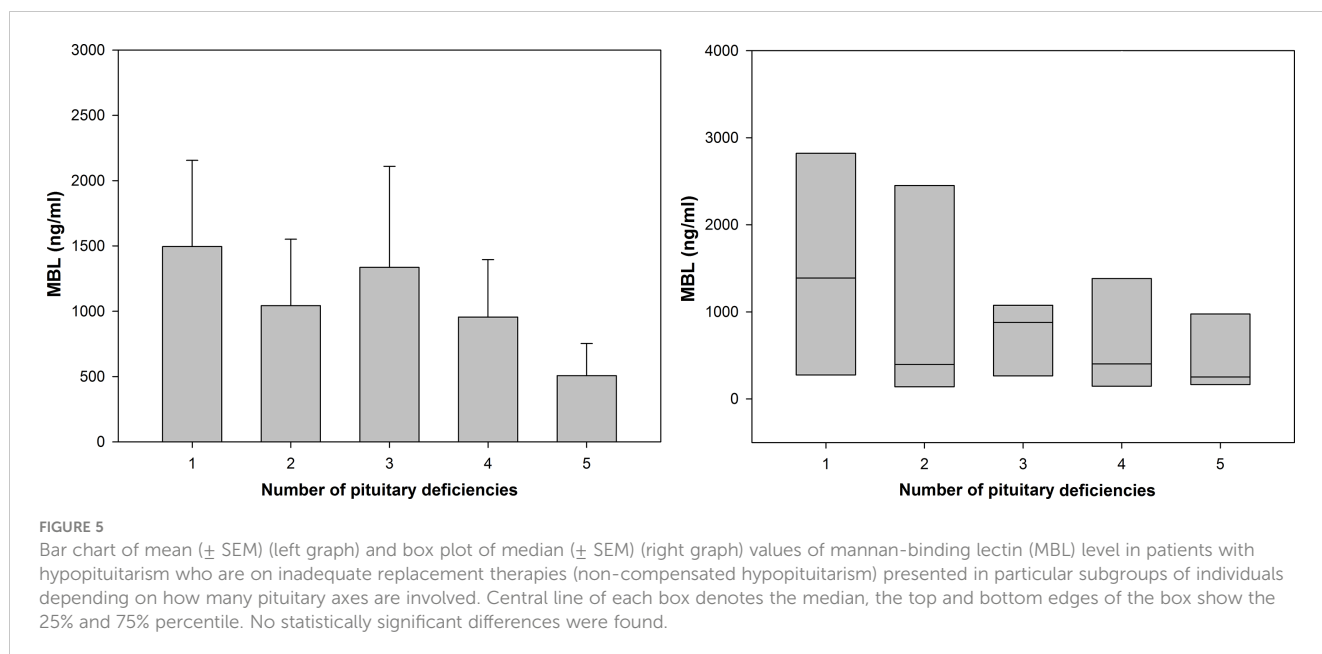 3000
2500
2000
1500
1000
500
0
MBL (ng/ml)
1 2 3 4 5
Number of pituitary deficiencies
4000
3000
2000
1000
0
MBL (ng/ml)
1 2 3 4 5
Number of pituitary deficiencies
FIGURE 5
Bar chart of mean (± SEM) (left graph) and box plot of median (± SEM) (right graph) values of mannan-binding lectin (MBL) level in patients with
hypopituitarism who are on inadequate replacement therapies (non-compensated hypopituitarism) presented in particular subgroups of individuals
depending on how many pituitary axes are involved. Central line of each box denotes the median, the top and bottom edges of the box show the
25% and 75% percentile. No statistically significant differences were found.